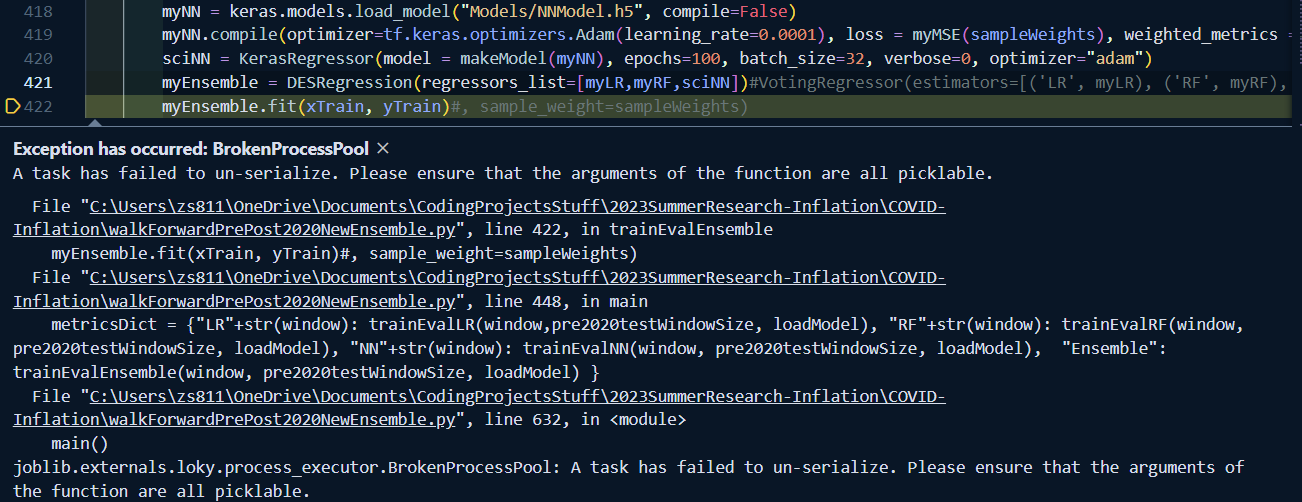 418 myNN = keras.models.load_model("Models/NNModel.h5", compile=False)
419 myNN.compile(optimizer=tf.keras.optimizers.Adam(learning_rate=0.0001), loss = myMSE(sampleWeights), weighted_metrics =
420 sciNN = KerasRegressor(model = makeModel(myNN), epochs=100, batch_size=32, verbose=0, optimizer="adam")
421 myEnsemble = DESRegression(regressors_list=[myLR,myRF,sciNN])#VotingRegressor(estimators=[('LR', myLR), ('RF', myRF),
422 myEnsemble.fit(xTrain, yTrain)#, sample_weight=sampleWeights)
Exception has occurred: BrokenProcessPool ×
A task has failed to un-serialize. Please ensure that the arguments of the function are all picklable.
File "C:\Users\zs811\OneDrive\Documents\CodingProjectsStuff\2023SummerResearch-Inflation\COVID-
Inflation\walkForwardPrePost2020NewEnsemble.py", line 422, in trainEvalEnsemble
myEnsemble.fit(xTrain, yTrain)#, sample_weight=sampleWeights)
File "C:\Users\zs811\OneDrive\Documents\CodingProjectsStuff\2023SummerResearch-Inflation\COVID-
Inflation\walkForwardPrePost2020NewEnsemble.py", line 448, in main
metricsDict = {"LR"+str(window): trainEvalLR(window,pre2020testWindowSize, loadModel), "RF"+str(window): trainEvalRF(window,
pre2020testWindowSize, loadModel), "NN"+str(window): trainEvalNN(window, pre2020testWindowSize, loadModel),  "Ensemble":
trainEvalEnsemble(window, pre2020testWindowSize, loadModel) }
File "C:\Users\zs811\OneDrive\Documents\CodingProjectsStuff\2023SummerResearch-Inflation\COVID-
Inflation\walkForwardPrePost2020NewEnsemble.py", line 632, in <module>
main()
joblib.externals.loky.process_executor.BrokenProcessPool: A task has failed to un-serialize. Please ensure that the arguments of
the function are all picklable.